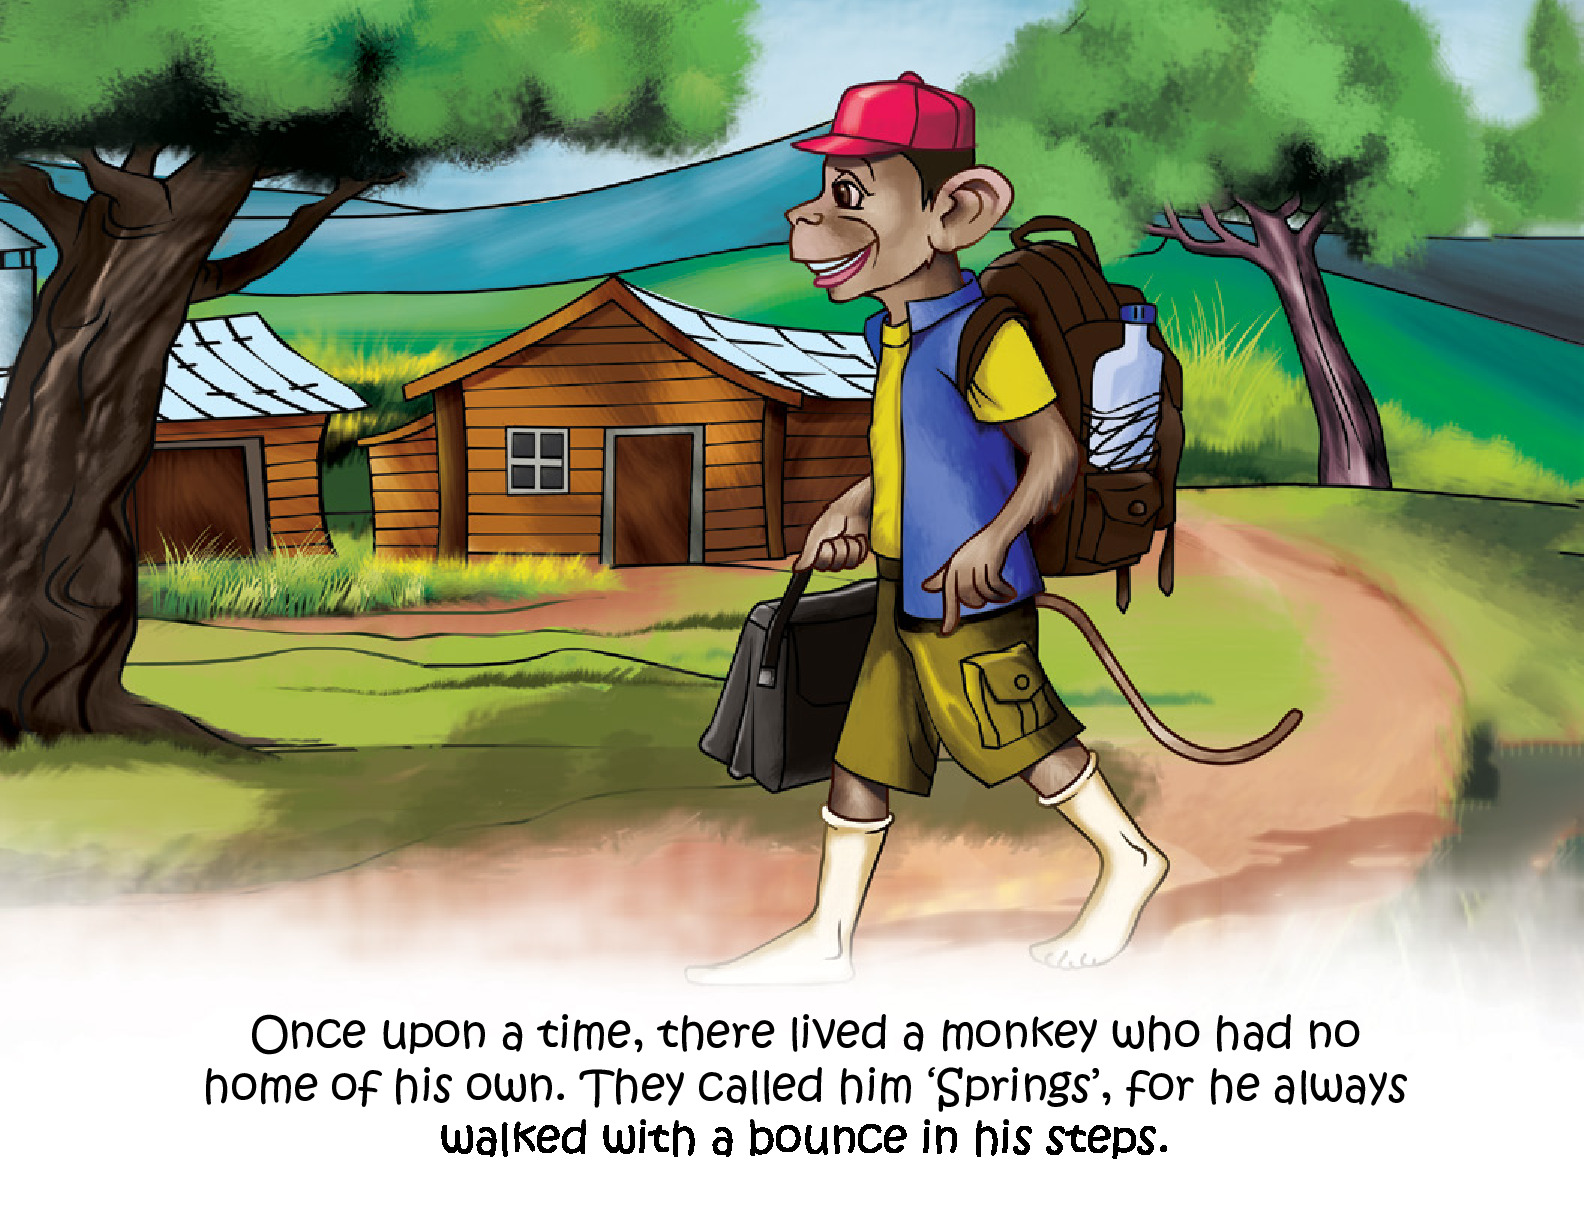 Once upon a time, there lived a monkey who had no
home of his own. They called him ‘Springs’, for he always
walked with a bounce in his steps.